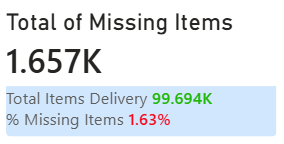 Total of Missing Items
1.657K
Total Items Delivery 99.694K
% Missing Items 1.63%